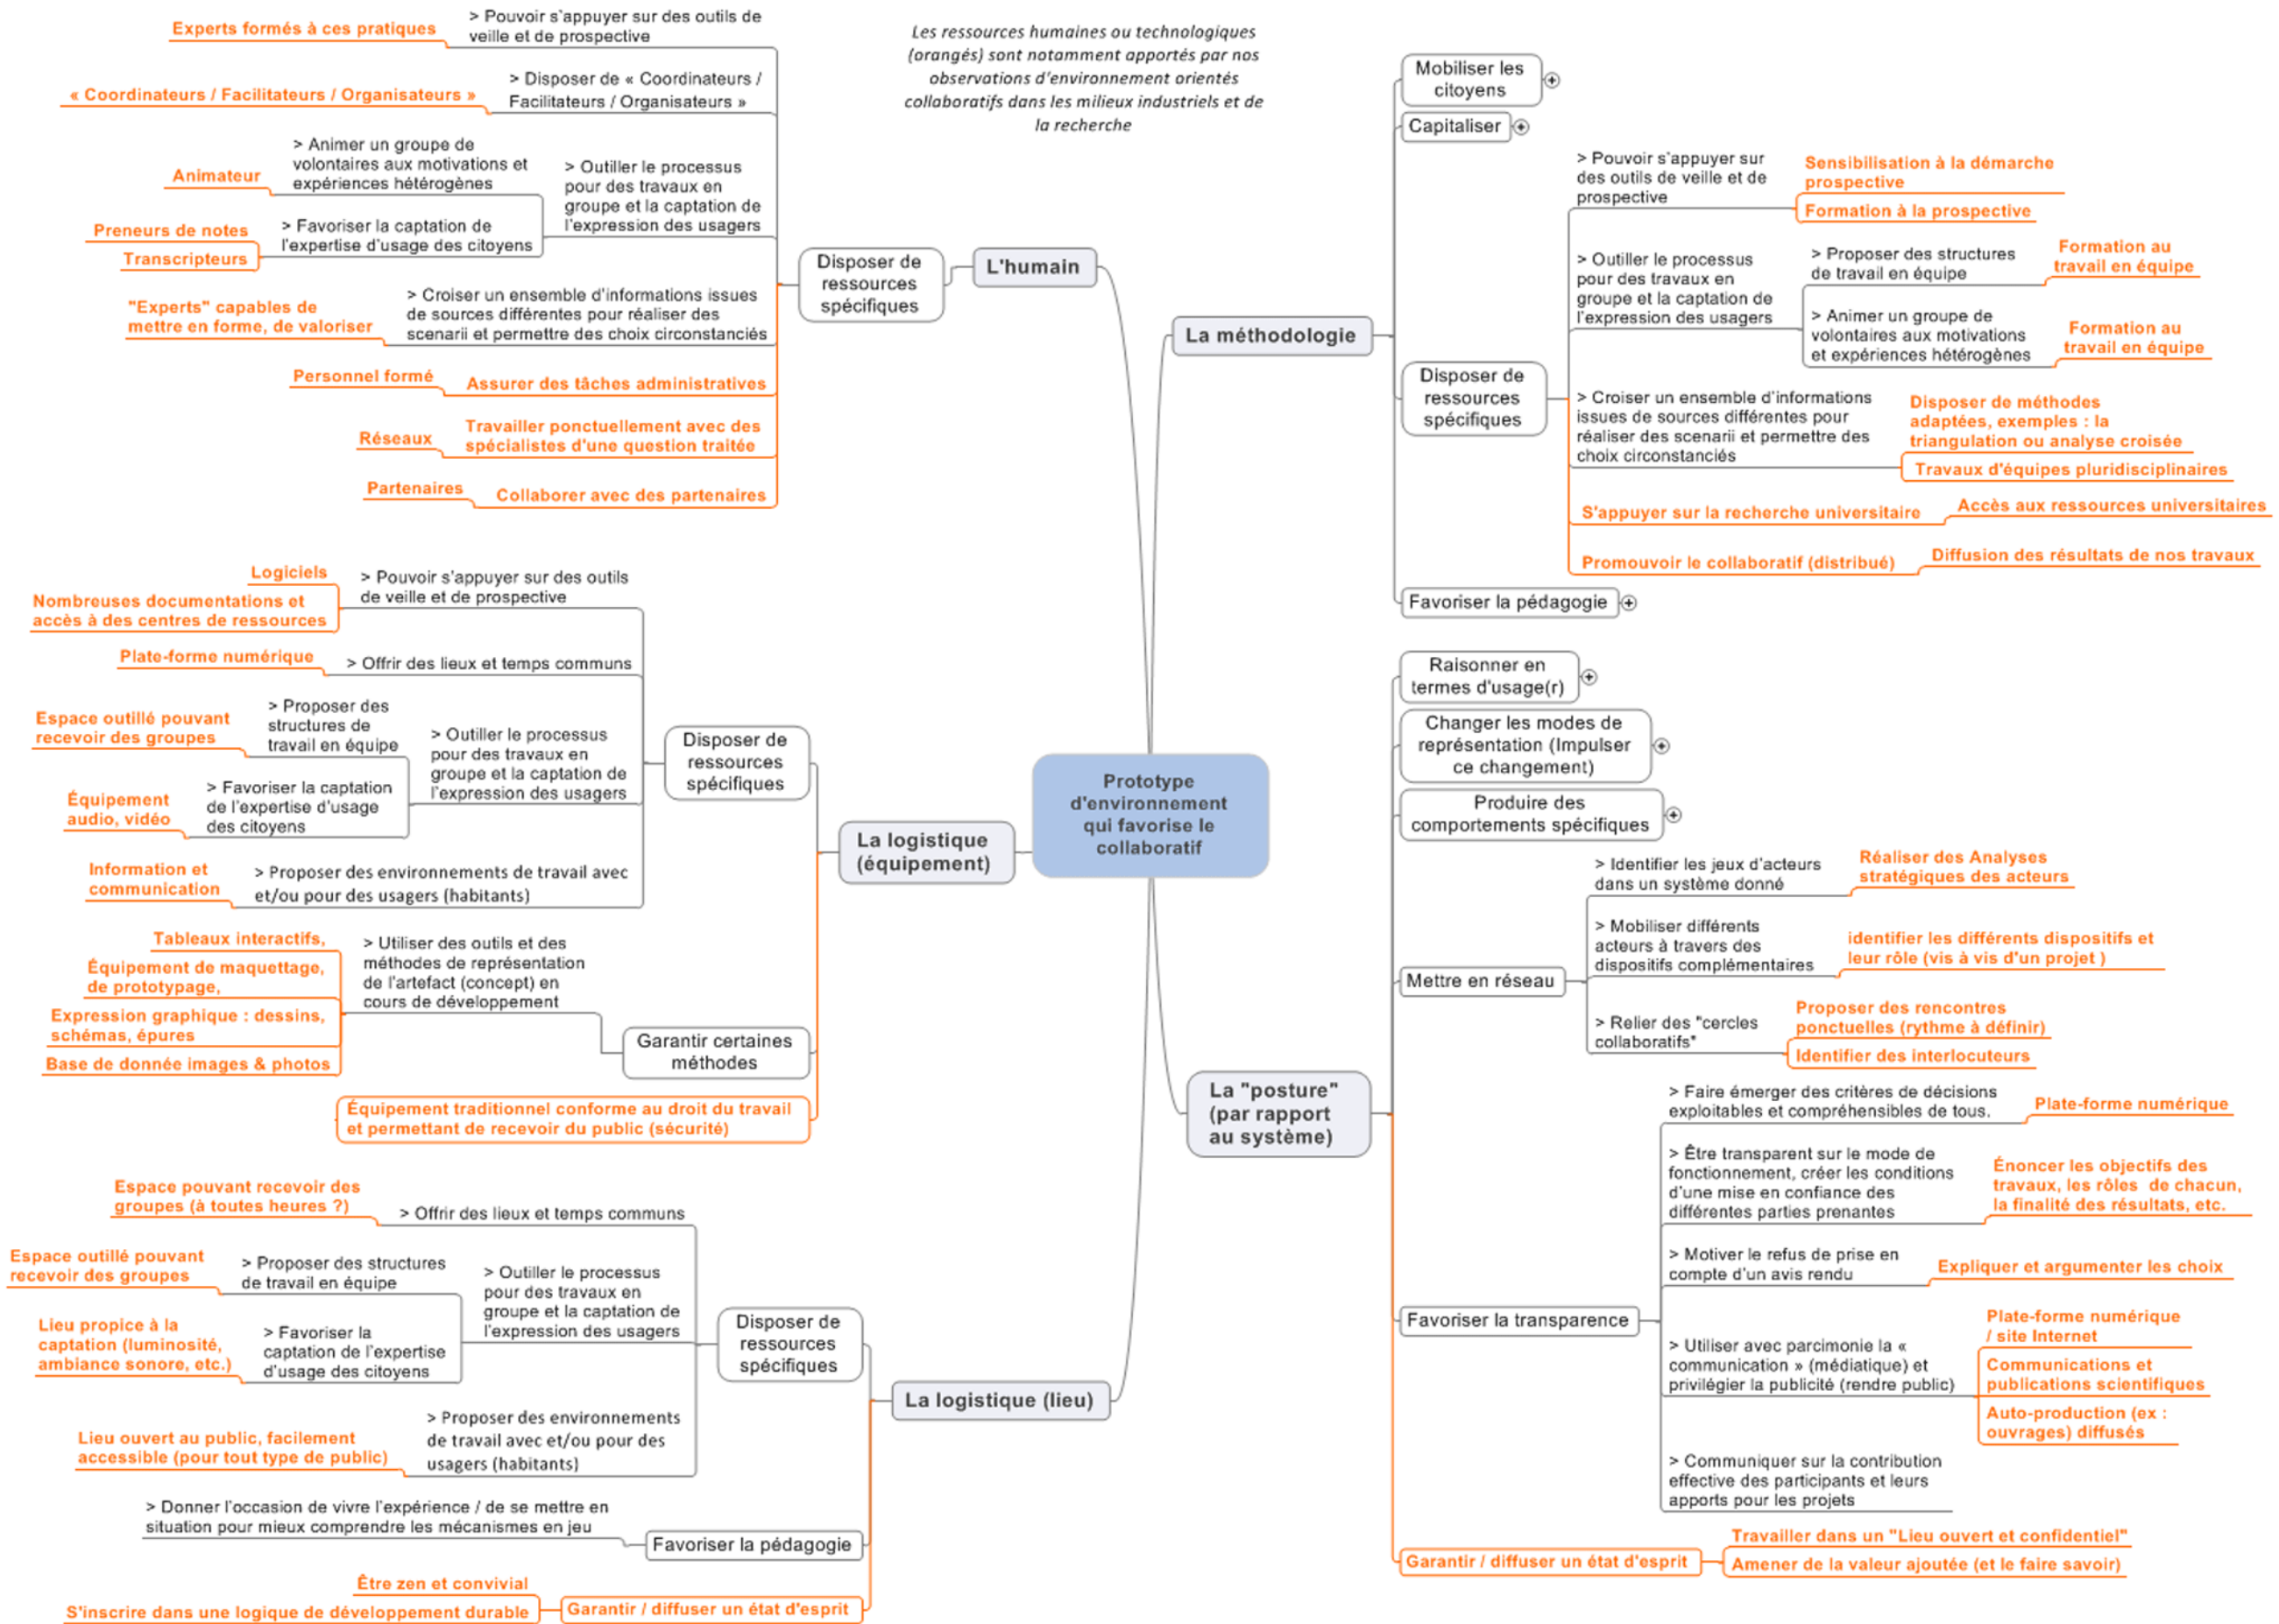 Les ressources humaines ou technologiques
(orangés) sont notamment apportés par nos
observations d'environnement orientés
collaboratifs dans les milieux industriels et de
la recherche
Prototype
d'environnement
qui favorise le
collaboratif
L'humain
Disposer de
ressources
spécifiques
> Pouvoir s'appuyer sur des outils de
veille et de prospective
Experts formés à ces pratiques
> Disposer de « Coordinateurs /
Facilitateurs / Organisateurs »
« Coordinateurs / Facilitateurs / Organisateurs »
> Outiller le processus
pour des travaux en
groupe et la captation de
l'expression des usagers
> Animer un groupe de
volontaires aux motivations et
expériences hétérogènes
Animateur
> Favoriser la captation de
l'expertise d'usage des citoyens
Preneurs de notes
Transcripteurs
> Croiser un ensemble d'informations issues
de sources différentes pour réaliser des
scenarii et permettre des choix circonstanciés
"Experts" capables de
mettre en forme, de valoriser
Assurer des tâches administratives
Personnel formé
Travailler ponctuellement avec des
spécialistes d'une question traitée
Réseaux
Collaborer avec des partenaires
Partenaires
La logistique
(équipement)
Disposer de
ressources
spécifiques
> Pouvoir s'appuyer sur des outils
de veille et de prospective
Logiciels
Nombreuses documentations et
accès à des centres de ressources
> Offrir des lieux et temps communs
Plate-forme numérique
> Outiller le processus
pour des travaux en
groupe et la captation de
l'expression des usagers
> Proposer des
structures de
travail en équipe
Espace outillé pouvant
recevoir des groupes
> Favoriser la captation
de l'expertise d'usage
des citoyens
Équipement
audio, vidéo
> Proposer des environnements de travail avec
et/ou pour des usagers (habitants)
Information et
communication
Garantir certaines
méthodes
> Utiliser des outils et des
méthodes de représentation
de l'artefact (concept) en
cours de développement
Tableaux interactifs,
Équipement de maquettage,
de prototypage,
Expression graphique : dessins,
schémas, épures
Base de donnée images & photos
Équipement traditionnel conforme au droit du travail
et permettant de recevoir du public (sécurité)
La logistique (lieu)
Disposer de
ressources
spécifiques
> Offrir des lieux et temps communs
Espace pouvant recevoir des
groupes (à toutes heures ?)
> Outiller le processus
pour des travaux en
groupe et la captation de
l'expression des usagers
> Proposer des structures
de travail en équipe
Espace outillé pouvant
recevoir des groupes
> Favoriser la
captation de l'expertise
d'usage des citoyens
Lieu propice à la
captation (luminosité,
ambiance sonore, etc.)
> Proposer des environnements
de travail avec et/ou pour des
usagers (habitants)
Lieu ouvert au public, facilement
accessible (pour tout type de public)
Favoriser la pédagogie
> Donner l'occasion de vivre l'expérience / de se mettre en
situation pour mieux comprendre les mécanismes en jeu
Garantir / diffuser un état d'esprit
Être zen et convivial
S'inscrire dans une logique de développement durable
La méthodologie
Mobiliser les
citoyens
Capitaliser
Disposer de
ressources
spécifiques
> Pouvoir s'appuyer sur
des outils de veille et de
prospective
Sensibilisation à la démarche
prospective
Formation à la prospective
> Outiller le processus
pour des travaux en
groupe et la captation de
l'expression des usagers
> Proposer des structures
de travail en équipe
Formation au
travail en équipe
> Animer un groupe de
volontaires aux motivations
et expériences hétérogènes
Formation au
travail en équipe
> Croiser un ensemble d'informations
issues de sources différentes pour
réaliser des scenarii et permettre des
choix circonstanciés
Disposer de méthodes
adaptées, exemples : la
triangulation ou analyse croisée
Travaux d'équipes pluridisciplinaires
S'appuyer sur la recherche universitaire
Accès aux ressources universitaires
Promouvoir le collaboratif (distribué)
Diffusion des résultats de nos travaux
Favoriser la pédagogie
La "posture"
(par rapport
au système)
Raisonner en
termes d'usage(r)
Changer les modes de
représentation (Impulser
ce changement)
Produire des
comportements spécifiques
Mettre en réseau
> Identifier les jeux d'acteurs
dans un système donné
Réaliser des Analyses
stratégiques des acteurs
> Mobiliser différents
acteurs à travers des
dispositifs complémentaires
identifier les différents dispositifs et
leur rôle (vis à vis d'un projet )
> Relier des "cercles
collaboratifs"
Proposer des rencontres
ponctuelles (rythme à définir)
Identifier des interlocuteurs
Favoriser la transparence
> Faire émerger des critères de décisions
exploitables et compréhensibles de tous.
Plate-forme numérique
> Être transparent sur le mode de
fonctionnement, créer les conditions
d'une mise en confiance des
différentes parties prenantes
Énoncer les objectifs des
travaux, les rôles de chacun,
la finalité des résultats, etc.
> Motiver le refus de prise en
compte d'un avis rendu
Expliquer et argumenter les choix
> Utiliser avec parcimonie la «
communication » (médiatique) et
privilégier la publicité (rendre public)
Plate-forme numérique
/ site Internet
Communications et
publications scientifiques
Auto-production (ex :
ouvrages) diffusés
> Communiquer sur la contribution
effective des participants et leurs
apports pour les projets
Garantir / diffuser un état d'esprit
Travailler dans un "Lieu ouvert et confidentiel"
Amener de la valeur ajoutée (et le faire savoir)